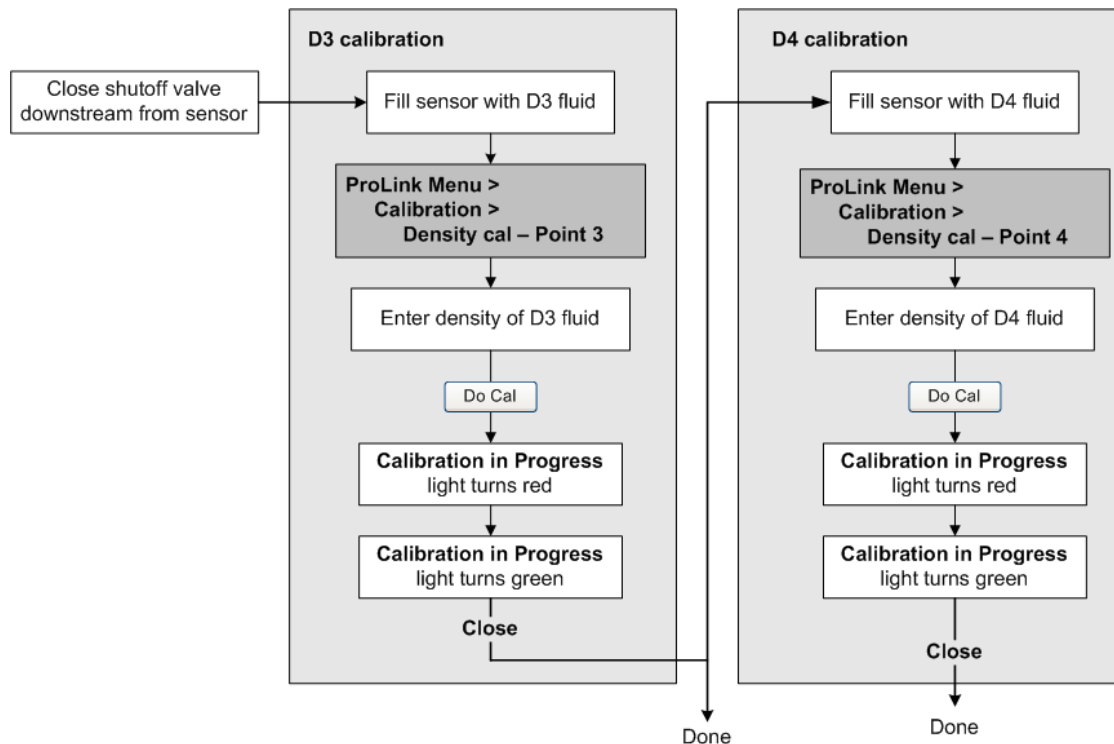 Close shutoff valve
downstream from sensor
D3 calibration
Fill sensor with D3 fluid
ProLink Menu >
Calibration >
Density cal – Point 3
Enter density of D3 fluid
Do Cal
Calibration in Progress
light turns red
Calibration in Progress
light turns green
Close
Done
D4 calibration
Fill sensor with D4 fluid
ProLink Menu >
Calibration >
Density cal – Point 4
Enter density of D4 fluid
Do Cal
Calibration in Progress
light turns red
Calibration in Progress
light turns green
Close
Done